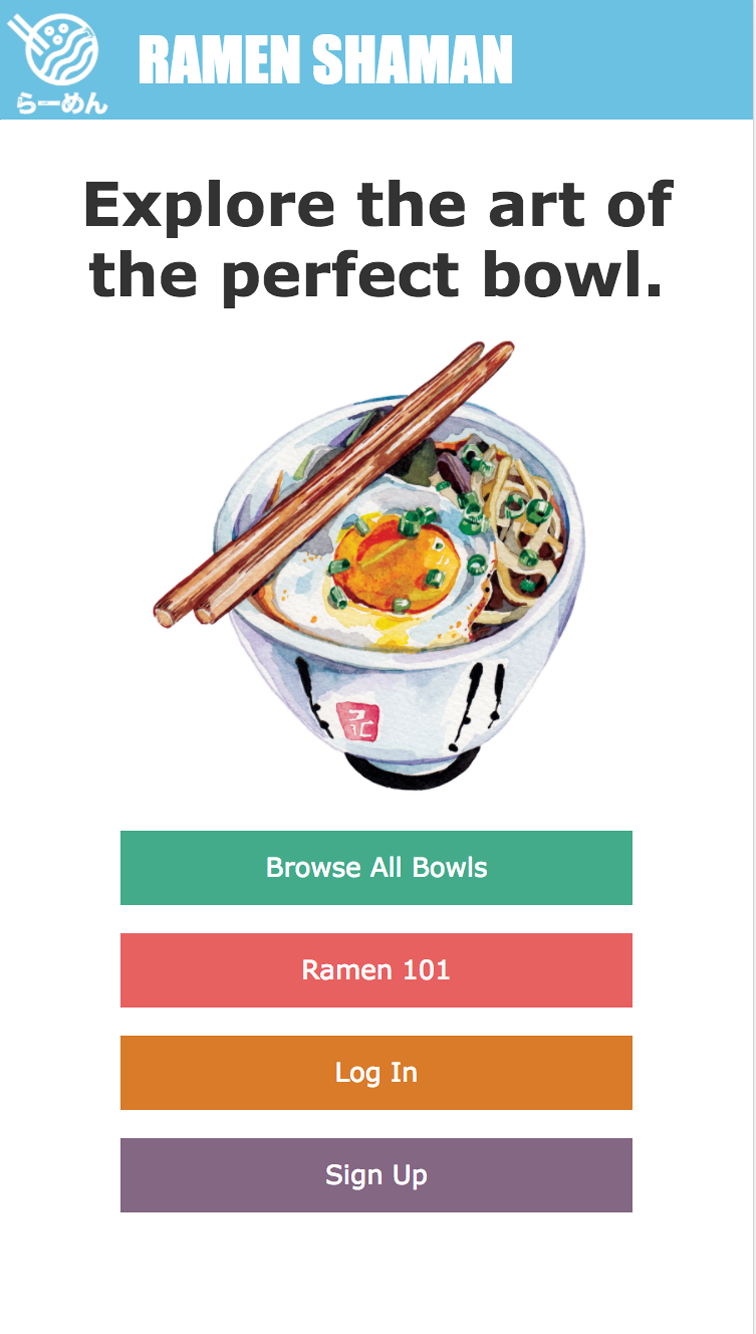 らーめん
RAMEN SHAMAN
Explore the art of
the perfect bowl.
Browse All Bowls
Ramen 101
Log In
Sign Up